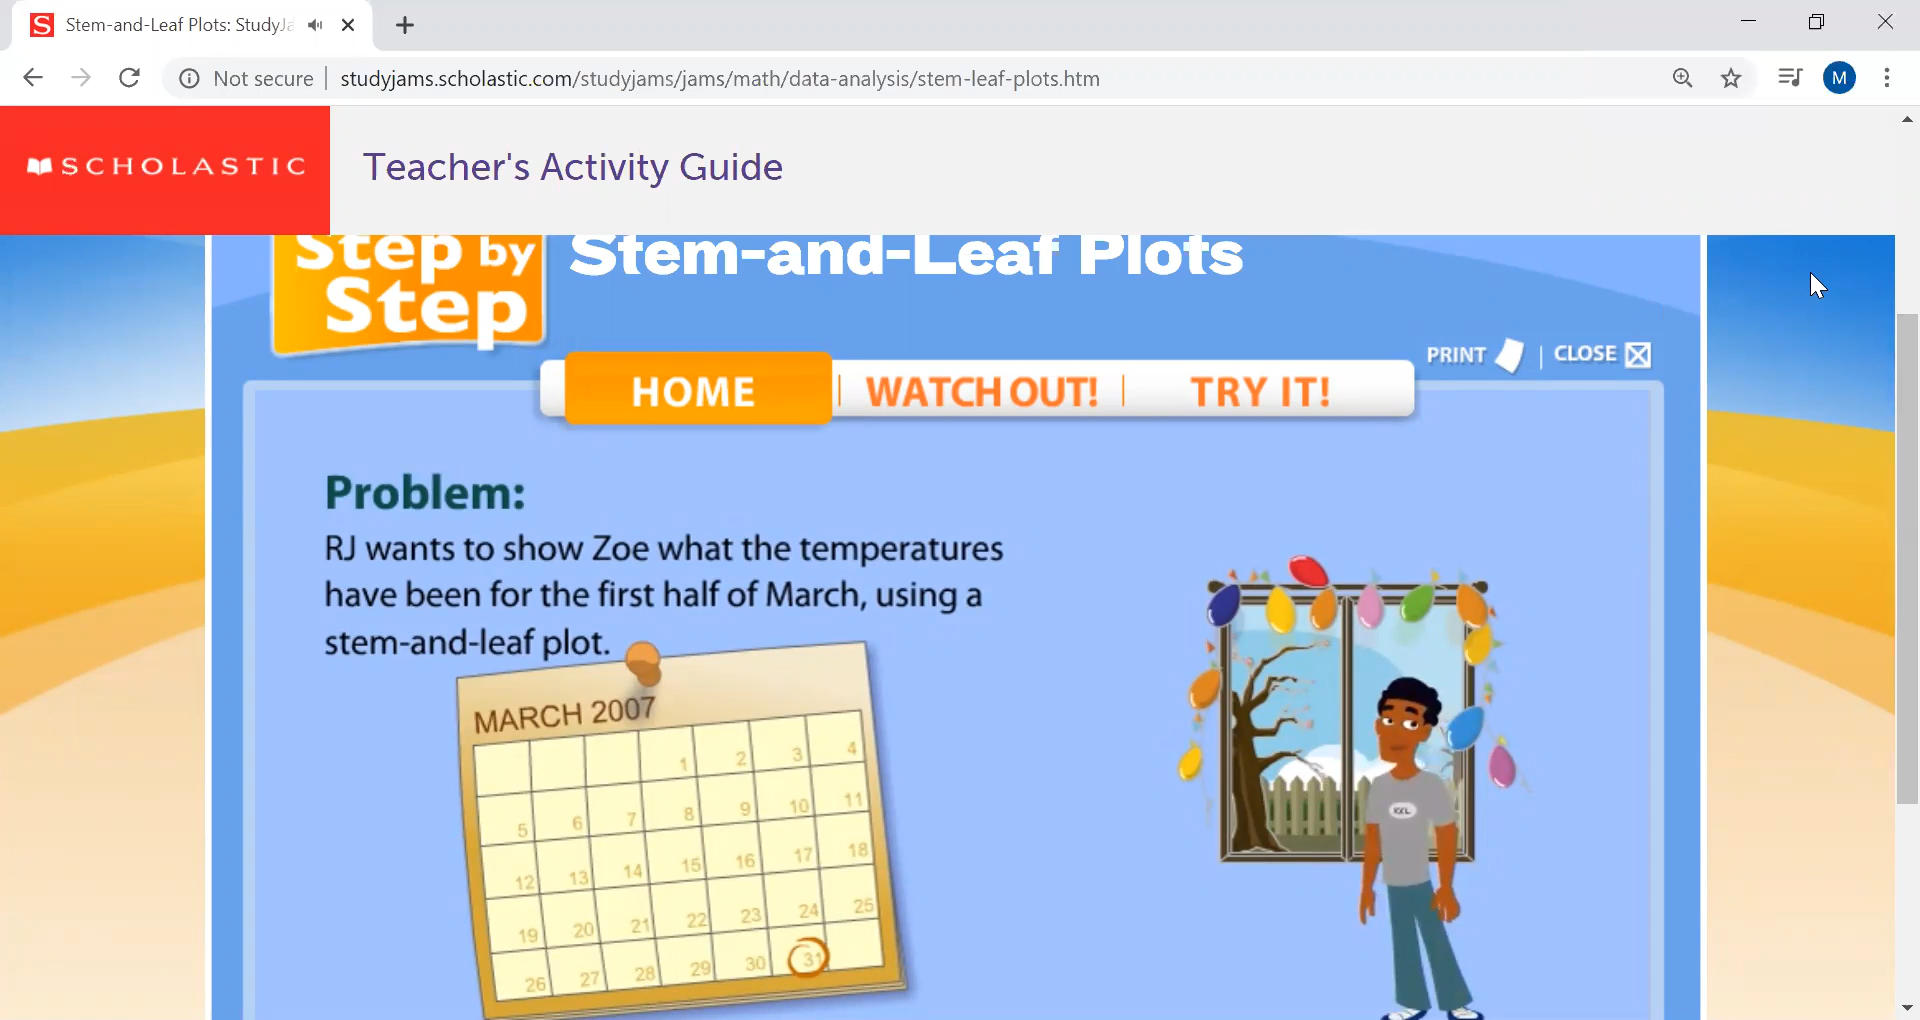 Stem-and-Leaf Plots: StudyJa
Not secure studyjams.scholastic.com/studyjams/jams/math/data-analysis/stem-leaf-plots.htm M
SCHOLASTIC Teacher's Activity Guide
Step by
Step
Stem-and-Leaf Plots
PRINT | CLOSE
HOME | WATCH OUT! | TRY IT!
Problem:
RJ wants to show Zoe what the temperatures
have been for the first half of March, using a
stem-and-leaf plot.
MARCH 2007
1 2 3 4
5 6 7 8 9 10 11
12 13 14 15 16 17 18
19 20 21 22 23 24 25
26 27 28 29 30 31